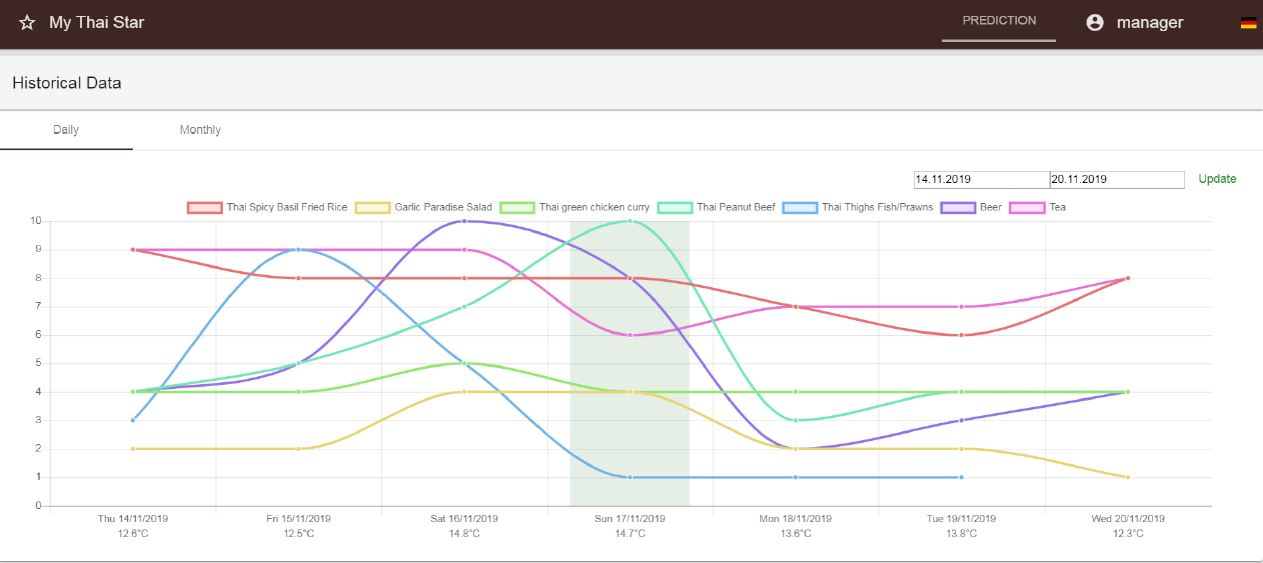 My Thai Star PREDICTION manager
Historical Data
Daily Monthly
14.11.2019 20.11.2019 Update
Thai Spicy Basil Fried Rice Garlic Paradise Salad Thai green chicken curry Thai Peanut Beef Thai Thighs Fish/Prawns Beer Tea
10
9
8
7
6
5
4
3
2
1
0
Thu 14/11/2019 Fri 15/11/2019 Sat 16/11/2019 Sun 17/11/2019 Mon 18/11/2019 Tue 19/11/2019 Wed 20/11/2019
12.6°C 12.5°C 14.8°C 14.7°C 13.6°C 13.8°C 12.3°C